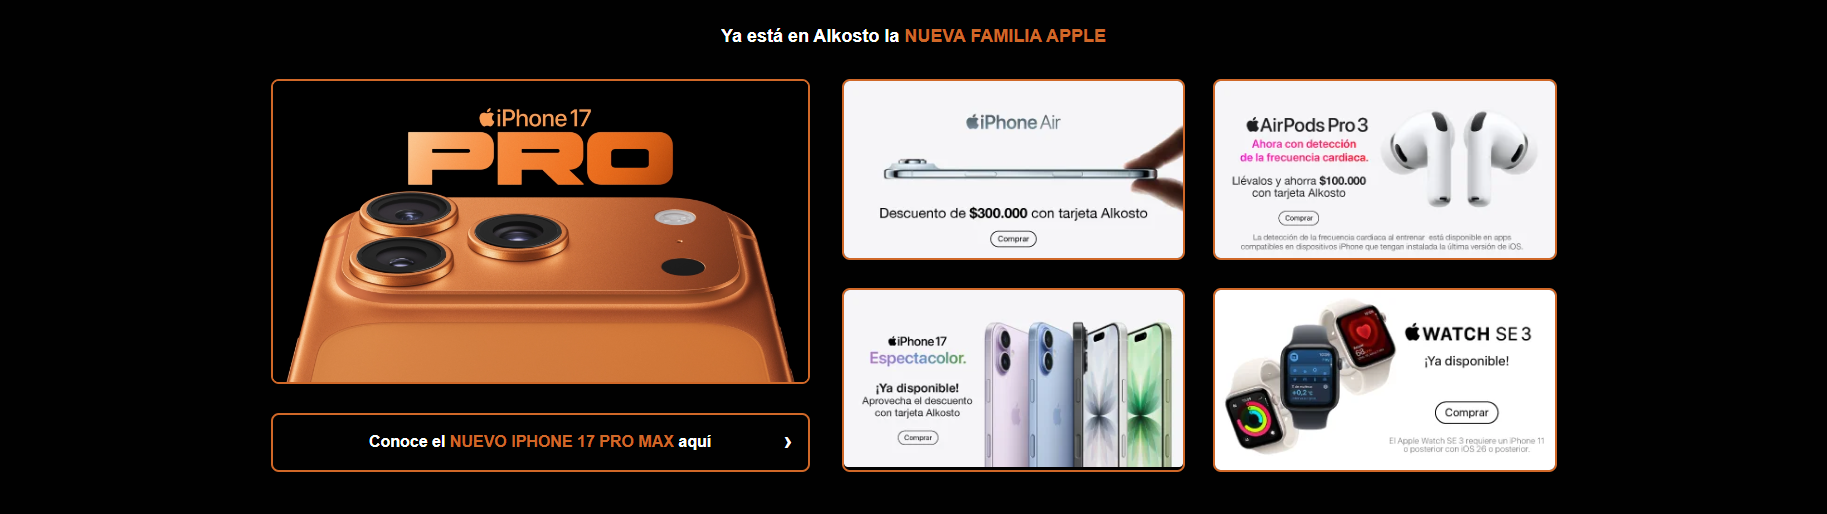 Ya está en Alkosto la NUEVA FAMILIA APPLE
iPhone 17
PRO
Conoce el NUEVO IPHONE 17 PRO MAX aquí
iPhone Air
Descuento de $300.000 con tarjeta Alkosto
Comprar
AirPods Pro 3
Ahora con detección
de la frecuencia cardiaca.
Llévalos y ahorra $100.000
con tarjeta Alkosto
Comprar
La detección de la frecuencia cardiaca al entrenar está disponible en apps
compatibles en dispositivos iPhone que tengan instalada la última versión de iOS.
iPhone 17
Espectacolor.
¡Ya disponible!
Aprovecha el descuento
con tarjeta Alkosto
Comprar
WATCH SE 3
¡Ya disponible!
Comprar
El Apple Watch SE 3 requiere un iPhone 11
o posterior con iOS 26 o posterior.